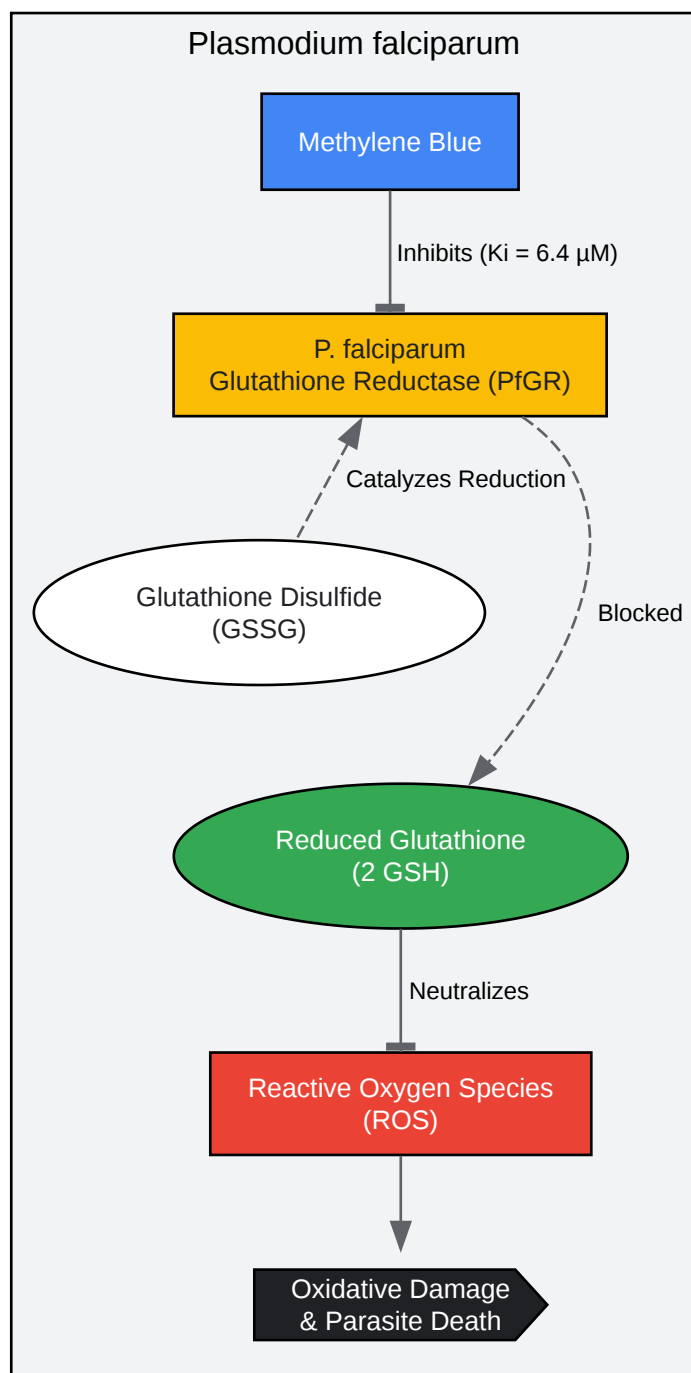 Plasmodium falciparum
Methylene Blue
Inhibits (Ki = 6.4 µM)
P. falciparum
Glutathione Reductase (PfGR)
Catalyzes Reduction
Glutathione Disulfide
(GSSG)
Blocked
Reduced Glutathione
(2 GSH)
Neutralizes
Reactive Oxygen Species
(ROS)
Oxidative Damage
& Parasite Death